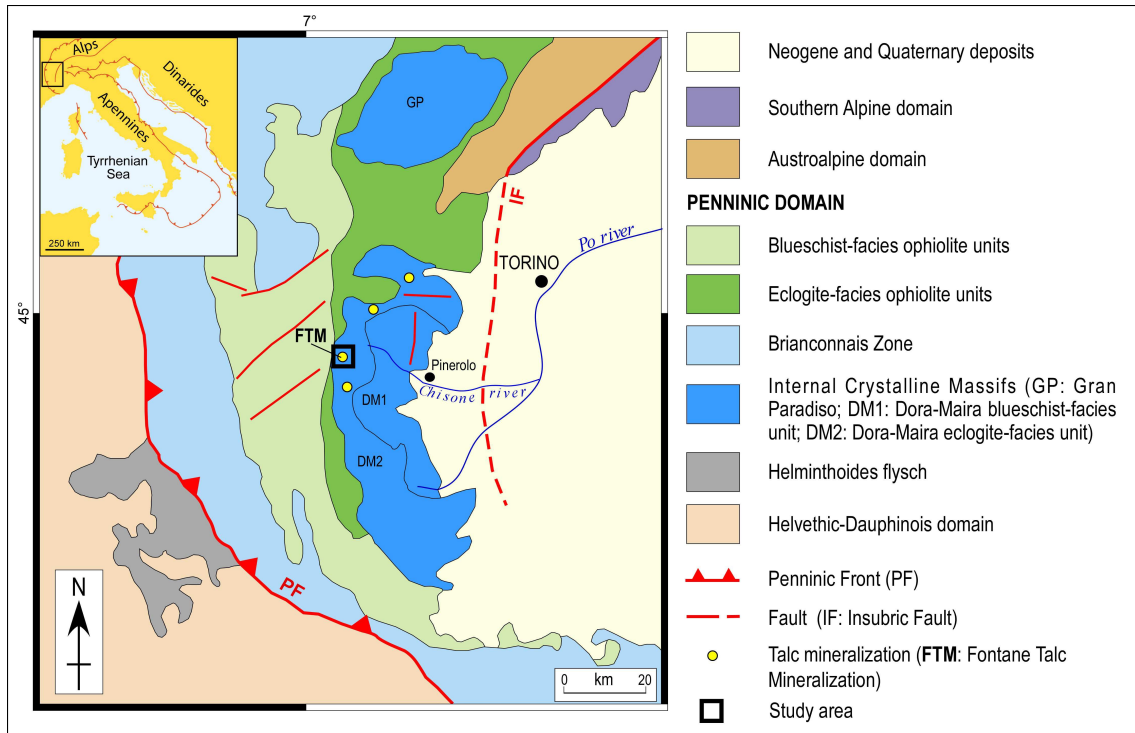 7°
45°
Alps
Dinarides
Apennines
Tyrrhenian
Sea
250 km
GP
IF
Po river
TORINO
FTM
Pinerolo
Chisone river
DM1
DM2
PF
N
0 km 20
Neogene and Quaternary deposits
Southern Alpine domain
Austroalpine domain
PENNINIC DOMAIN
Blueschist-facies ophiolite units
Eclogite-facies ophiolite units
Brianconnais Zone
Internal Crystalline Massifs (GP: Gran
Paradiso; DM1: Dora-Maira blueschist-facies
unit; DM2: Dora-Maira eclogite-facies unit)
Helminthoides flysch
Helvethic-Dauphinois domain
Penninic Front (PF)
Fault (IF: Insubric Fault)
Talc mineralization (FTM: Fontane Talc
Mineralization)
Study area